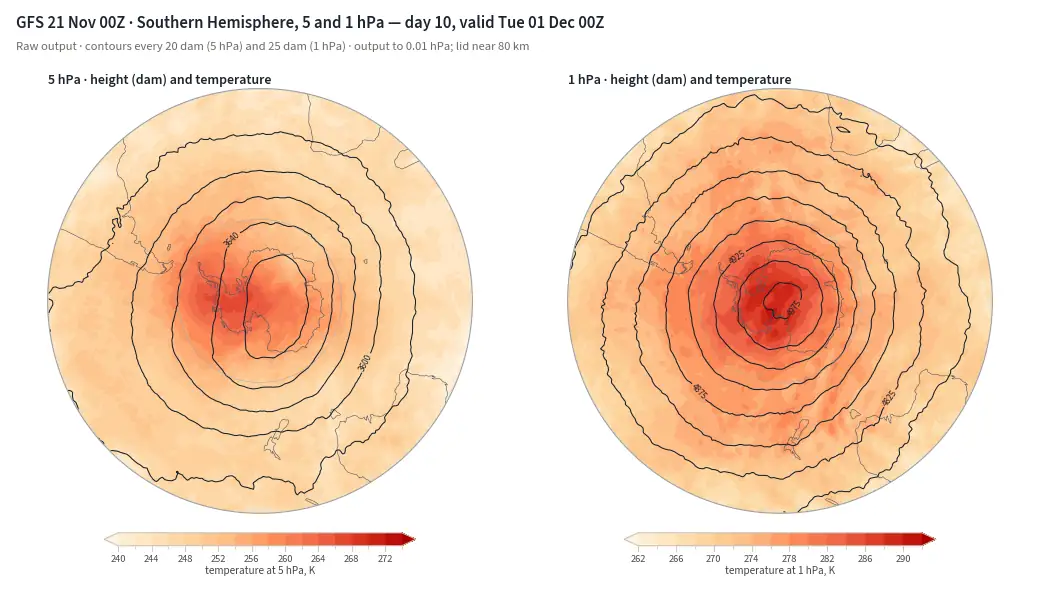 GFS 21 Nov 00Z · Southern Hemisphere, 5 and 1 hPa — day 10, valid Tue 01 Dec 00Z
Raw output · contours every 20 dam (5 hPa) and 25 dam (1 hPa) · output to 0.01 hPa; lid near 80 km
5 hPa · height (dam) and temperature
1 hPa · height (dam) and temperature
3640
3600
4925
4975
4875
4825
240 244 248 252 256 260 264 268 272
temperature at 5 hPa, K
262 266 270 274 278 282 286 290
temperature at 1 hPa, K